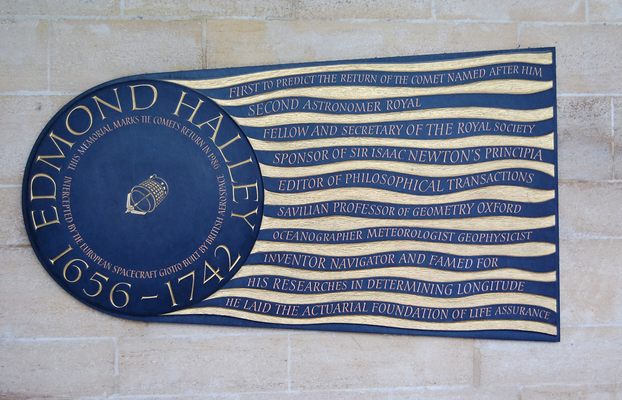 EDMOND HALLEY
1656 - 1742
THIS MEMORIAL MARKS THE COMET'S RETURN IN 1986
INTERCEPTED BY THE EUROPEAN SPACECRAFT GIOTTO BUILT BY BRITISH AEROSPACE
FIRST TO PREDICT THE RETURN OF THE COMET NAMED AFTER HIM
SECOND ASTRONOMER ROYAL
FELLOW AND SECRETARY OF THE ROYAL SOCIETY
SPONSOR OF SIR ISAAC NEWTON'S PRINCIPIA
EDITOR OF PHILOSOPHICAL TRANSACTIONS
SAVILIAN PROFESSOR OF GEOMETRY OXFORD
OCEANOGRAPHER METEOROLOGIST GEOPHYSICIST
INVENTOR NAVIGATOR AND FAMED FOR
HIS RESEARCHES IN DETERMINING LONGITUDE
HE LAID THE ACTUARIAL FOUNDATION OF LIFE ASSURANCE